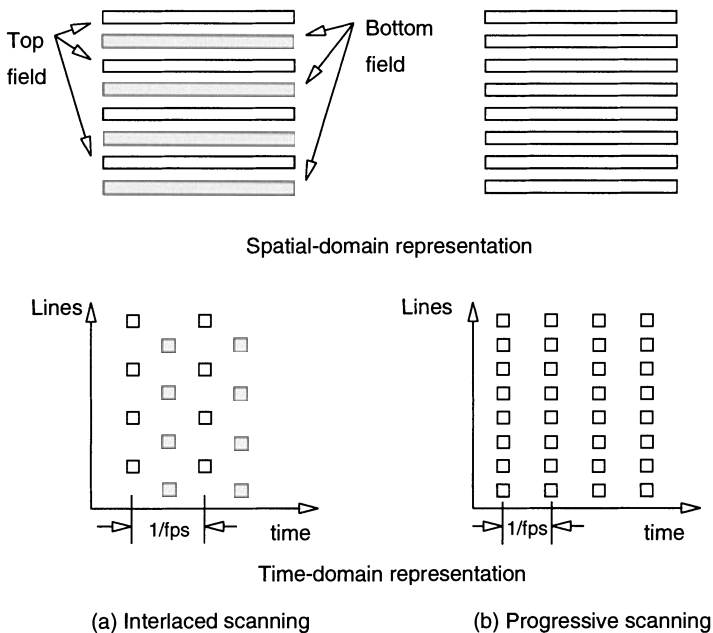 Top
field
Bottom
field
Spatial-domain representation
Lines
1/fps
time
Lines
1/fps
time
Time-domain representation
(a) Interlaced scanning
(b) Progressive scanning